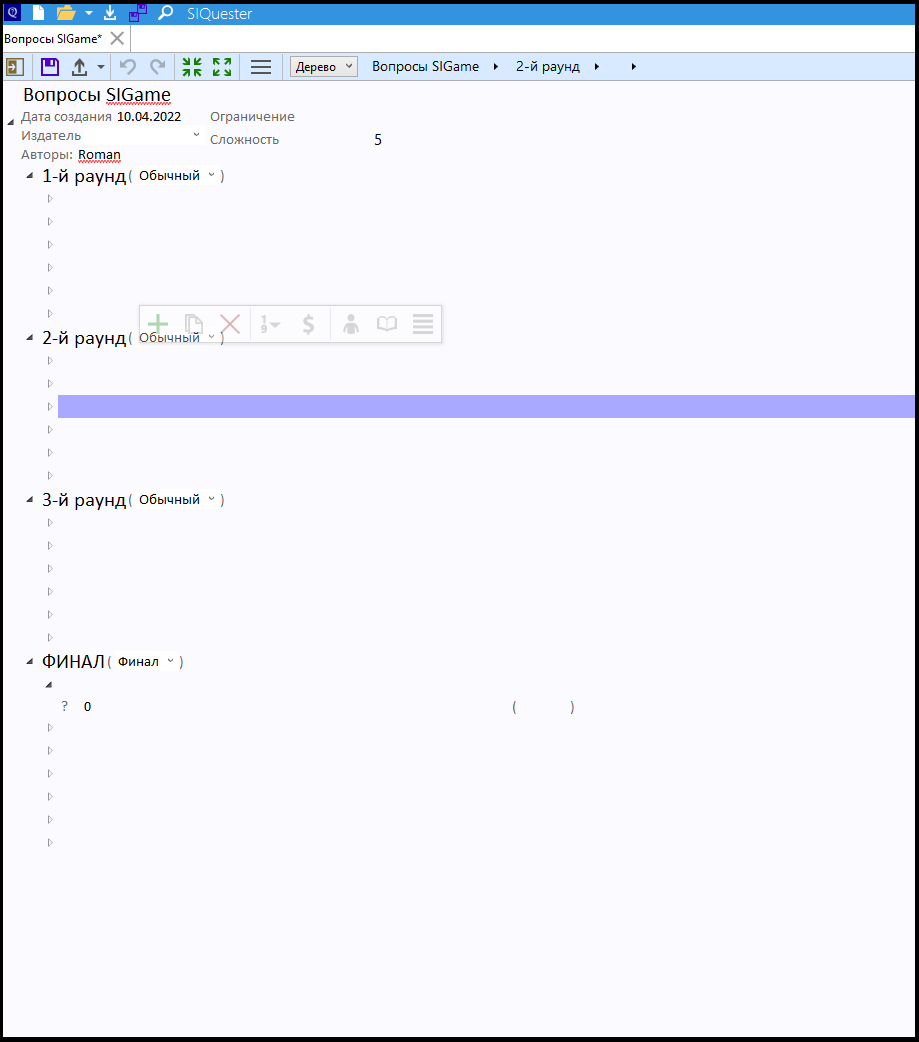 SIQuester
Вопросы SIGame*
Дерево Вопросы SIGame 2-й раунд
Вопросы SIGame
Дата создания 10.04.2022 Ограничение
Издатель
Сложность 5
Авторы: Roman
1-й раунд ( Обычный )
2-й раунд ( Обычный )
3-й раунд ( Обычный )
ФИНАЛ ( Финал )
? 0 ( )